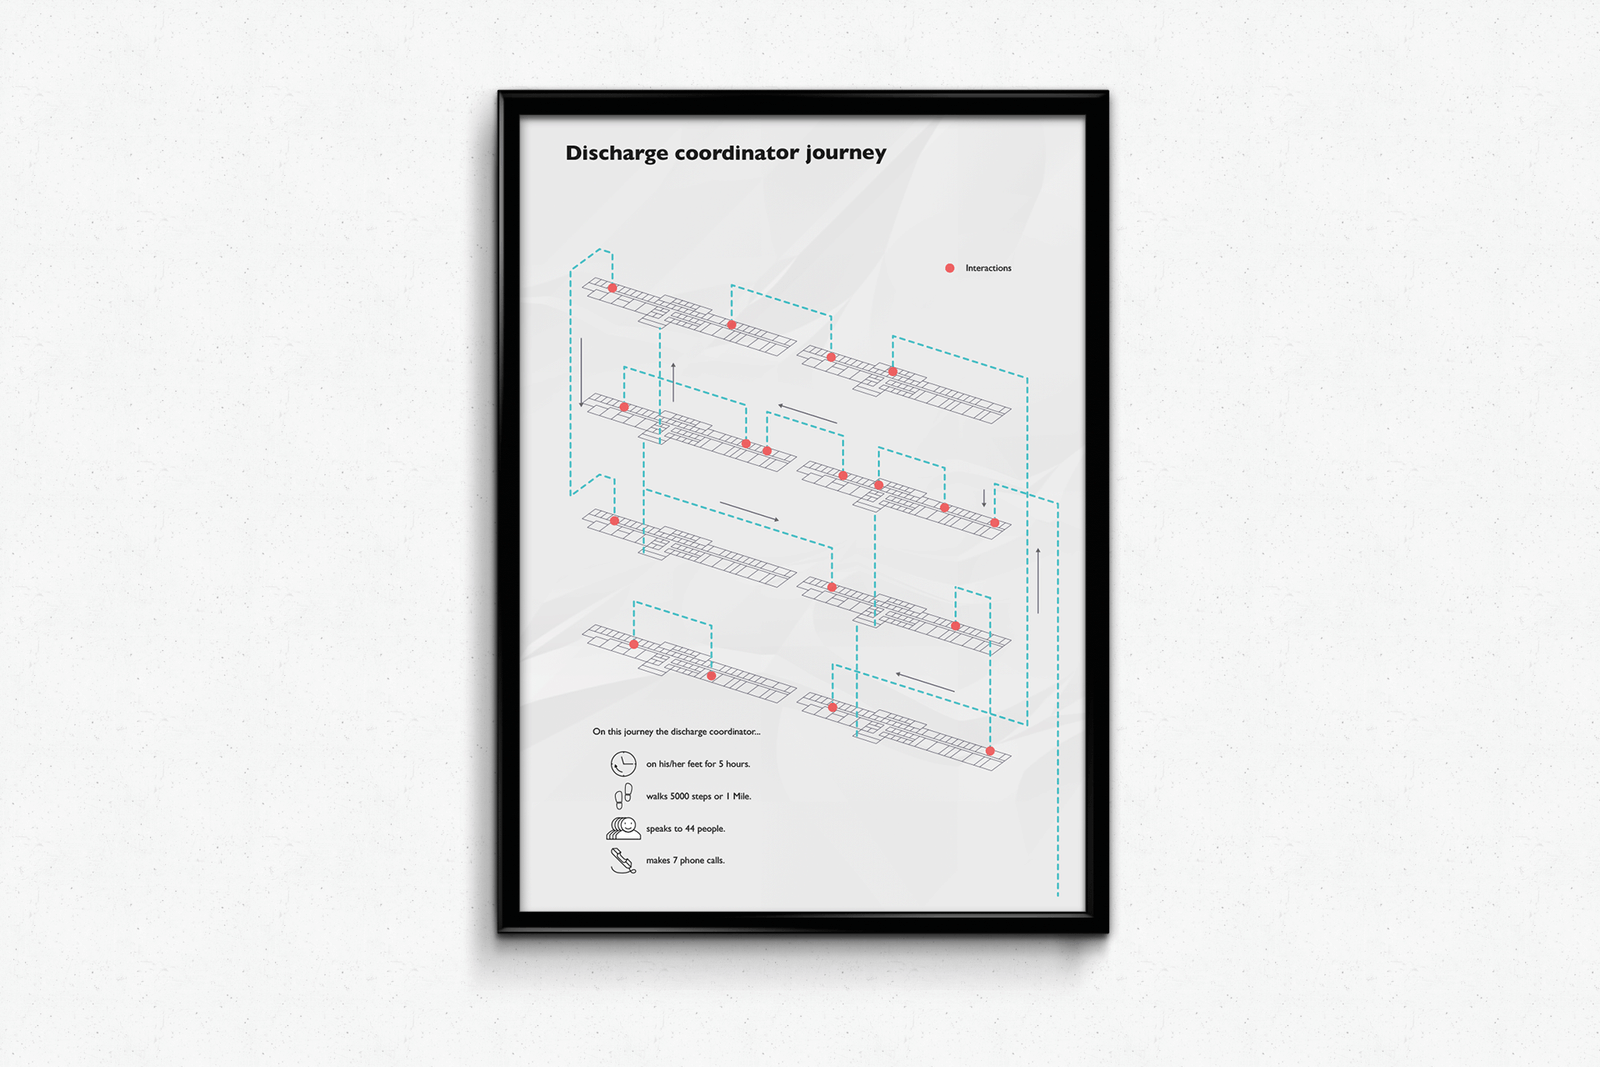 Discharge coordinator journey
Interactions
On this journey the discharge coordinator...
on his/her feet for 5 hours.
walks 5000 steps or 1 Mile.
speaks to 44 people.
makes 7 phone calls.